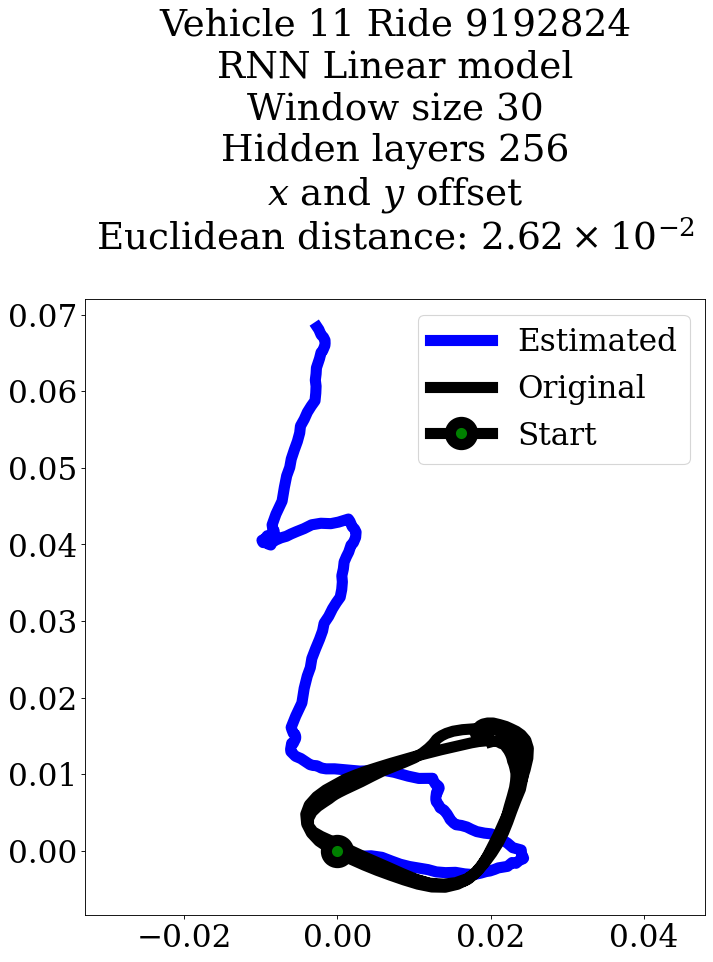 Vehicle 11 Ride 9192824
RNN Linear model
Window size 30
Hidden layers 256
x and y offset
Euclidean distance: 2.62 × 10⁻²
0.07
0.06
0.05
0.04
0.03
0.02
0.01
0.00
Estimated
Original
Start
−0.02 0.00 0.02 0.04